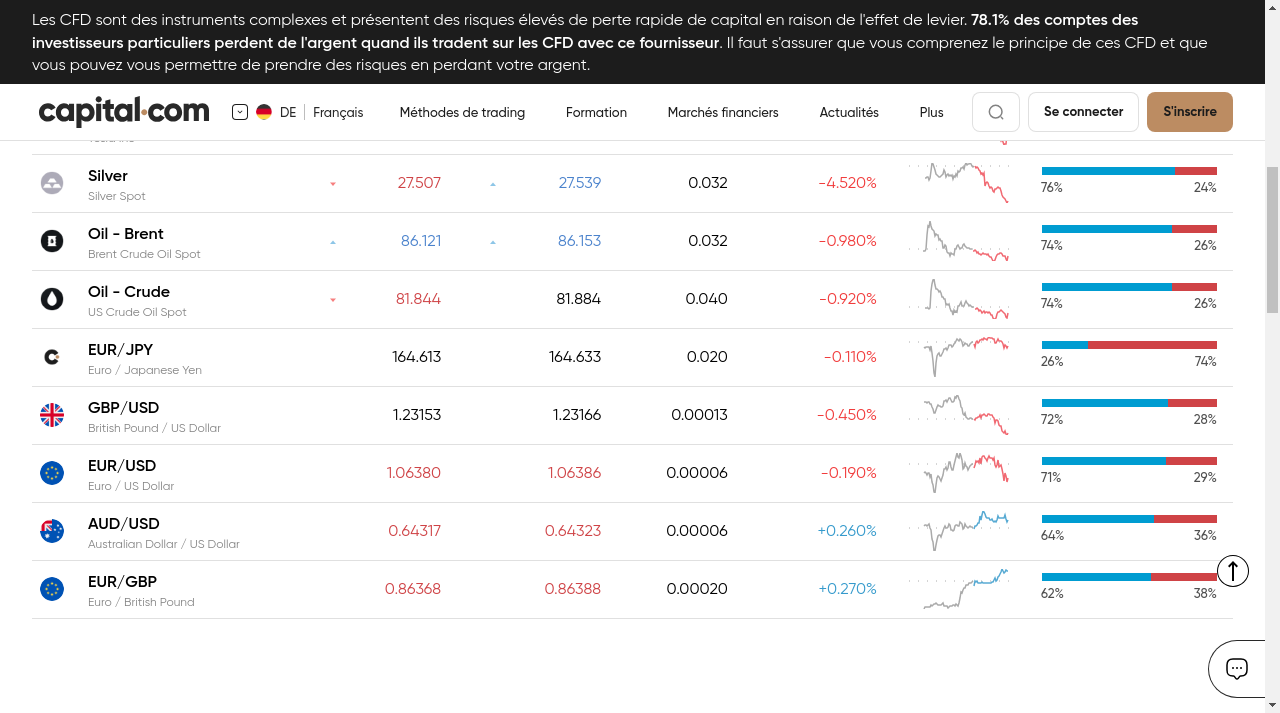 Les CFD sont des instruments complexes et présentent des risques élevés de perte rapide de capital en raison de l'effet de levier. 78.1% des comptes des
investisseurs particuliers perdent de l'argent quand ils tradent sur les CFD avec ce fournisseur. Il faut s'assurer que vous comprenez le principe de ces CFD et que
vous pouvez vous permettre de prendre des risques en perdant votre argent.
capital.com DE Français Méthodes de trading Formation Marchés financiers Actualités Plus Se connecter S'inscrire
Silver 27.507 27.539 0.032 -4.520%
Silver Spot 76% 24%
Oil - Brent 86.121 86.153 0.032 -0.980%
Brent Crude Oil Spot 74% 26%
Oil - Crude 81.844 81.884 0.040 -0.920%
US Crude Oil Spot 74% 26%
EUR/JPY 164.613 164.633 0.020 -0.110%
Euro / Japanese Yen 26% 74%
GBP/USD 1.23153 1.23166 0.00013 -0.450%
British Pound / US Dollar 72% 28%
EUR/USD 1.06380 1.06386 0.00006 -0.190%
Euro / US Dollar 71% 29%
AUD/USD 0.64317 0.64323 0.00006 +0.260%
Australian Dollar / US Dollar 64% 36%
EUR/GBP 0.86368 0.86388 0.00020 +0.270%
Euro / British Pound 62% 38%